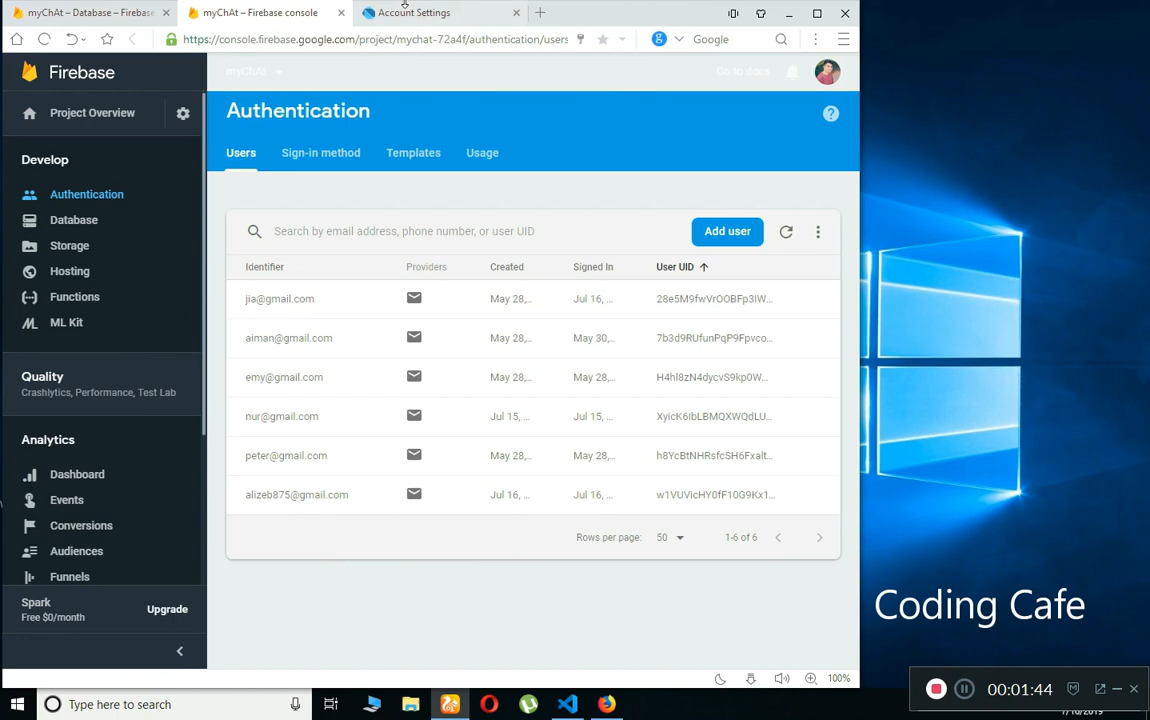 myChAt – Database – Firebase
myChAt – Firebase console
Account Settings
https://console.firebase.google.com/project/mychat-72a4f/authentication/users
Google
Firebase
myChAt
Go to docs
Project Overview
Authentication
Users
Sign-in method
Templates
Usage
Develop
Authentication
Database
Storage
Hosting
Functions
ML Kit
Quality
Crashlytics, Performance, Test Lab
Analytics
Dashboard
Events
Conversions
Audiences
Funnels
Spark
Free $0/month
Upgrade
Search by email address, phone number, or user UID
Add user
Identifier Providers Created Signed In User UID
jia@gmail.com May 28,... Jul 16, ... 28e5M9fwVrOOBFp3IW...
aiman@gmail.com May 28,... May 30,... 7b3d9RUfunPqP9Fpvco...
emy@gmail.com May 28,... May 28,... H4hl8zN4dycvS9kp0W...
nur@gmail.com Jul 15, ... Jul 15, ... XyicK6IbLBMQXWQdLU...
peter@gmail.com May 28,... May 28,... h8YcBtNHRsfcSH6Fxalt...
alizeb875@gmail.com Jul 16, ... Jul 16, ... w1VUVicHY0fF10G9Kx1...
Rows per page: 50 1-6 of 6
Coding Cafe
100%
Type here to search
00:01:44